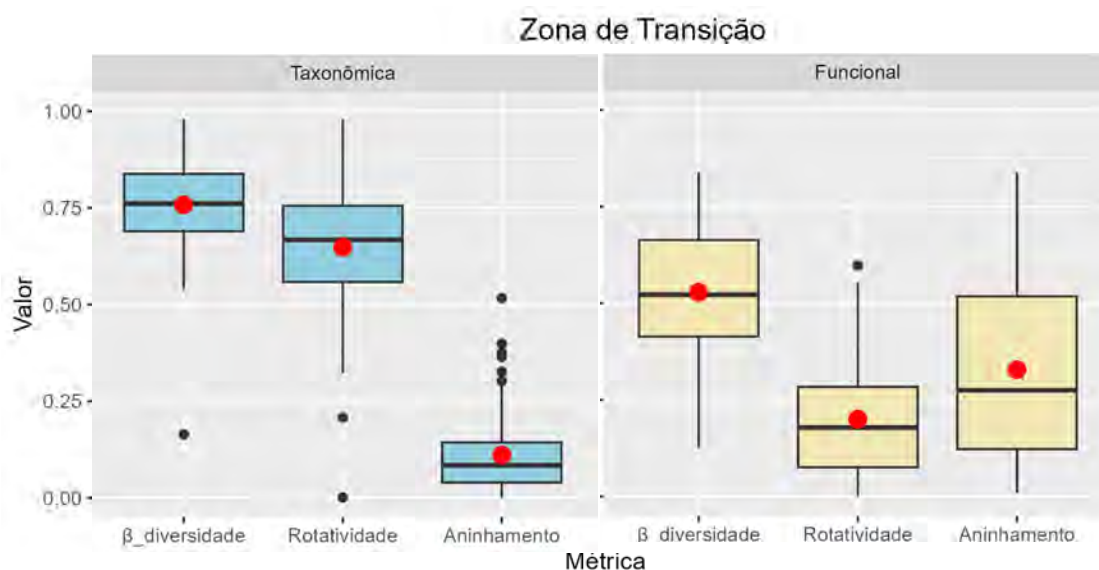 Zona de Transição
Taxonômica
Funcional
Valor
1.00
0.75
0.50
0.25
0.00
β_diversidade
Rotatividade
Aninhamento
β diversidade
Rotatividade
Aninhamento
Métrica